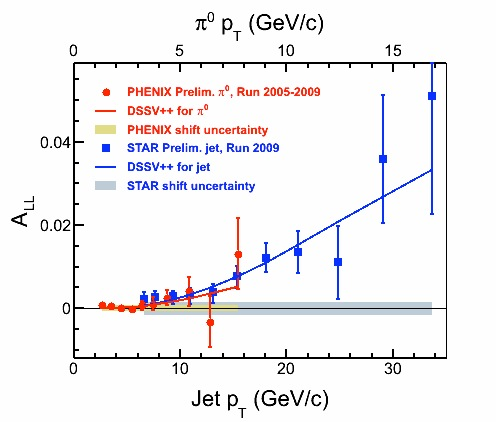 π⁰ p_T (GeV/c)
0 5 10 15
PHENIX Prelim. π⁰, Run 2005-2009
DSSV++ for π⁰
PHENIX shift uncertainty
STAR Prelim. jet, Run 2009
DSSV++ for jet
STAR shift uncertainty
A_LL
0.04
0.02
0
0 10 20 30
Jet p_T (GeV/c)